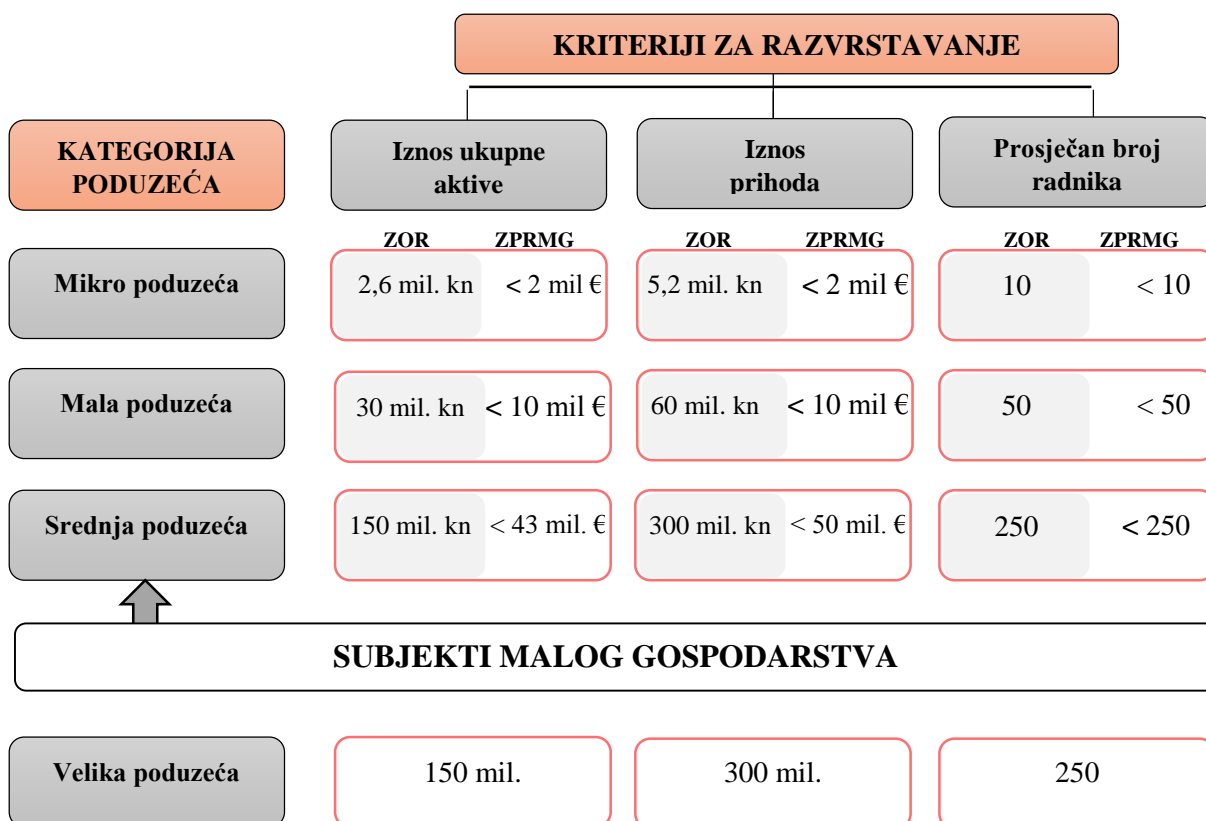 KRITERIJI ZA RAZVRSTAVANJE
KATEGORIJA
PODUZEĆA
Iznos ukupne
aktive
Iznos
prihoda
Prosječan broj
radnika
ZOR ZPRMG ZOR ZPRMG ZOR ZPRMG
Mikro poduzeća 2,6 mil. kn < 2 mil € 5,2 mil. kn < 2 mil € 10 < 10
Mala poduzeća 30 mil. kn < 10 mil € 60 mil. kn < 10 mil € 50 < 50
Srednja poduzeća 150 mil. kn < 43 mil. € 300 mil. kn < 50 mil. € 250 < 250
SUBJEKTI MALOG GOSPODARSTVA
Velika poduzeća 150 mil. 300 mil. 250